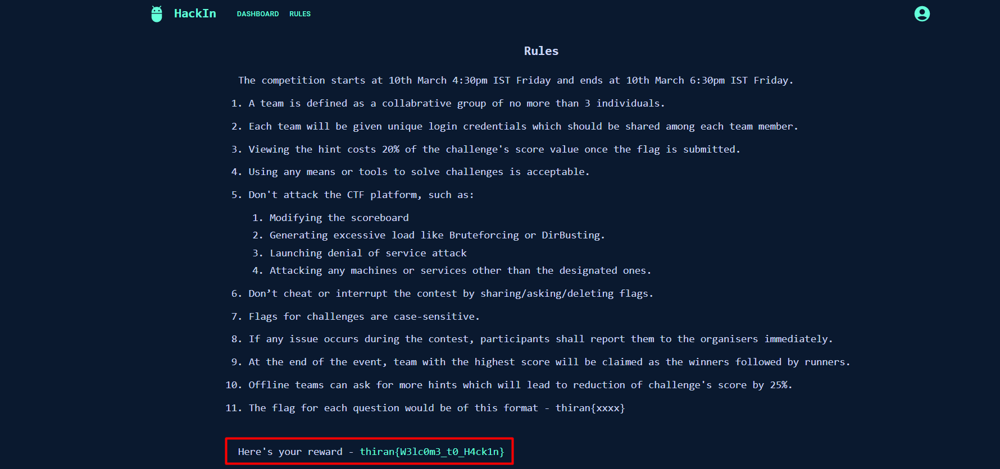 HackIn DASHBOARD RULES
Rules
The competition starts at 10th March 4:30pm IST Friday and ends at 10th March 6:30pm IST Friday.
1. A team is defined as a collabrative group of no more than 3 individuals.
2. Each team will be given unique login credentials which should be shared among each team member.
3. Viewing the hint costs 20% of the challenge's score value once the flag is submitted.
4. Using any means or tools to solve challenges is acceptable.
5. Don't attack the CTF platform, such as:
1. Modifying the scoreboard
2. Generating excessive load like Bruteforcing or DirBusting.
3. Launching denial of service attack
4. Attacking any machines or services other than the designated ones.
6. Don’t cheat or interrupt the contest by sharing/asking/deleting flags.
7. Flags for challenges are case-sensitive.
8. If any issue occurs during the contest, participants shall report them to the organisers immediately.
9. At the end of the event, team with the highest score will be claimed as the winners followed by runners.
10. Offline teams can ask for more hints which will lead to reduction of challenge's score by 25%.
11. The flag for each question would be of this format - thiran{xxxx}
Here's your reward - thiran{W3lc0m3_t0_H4ck1n}